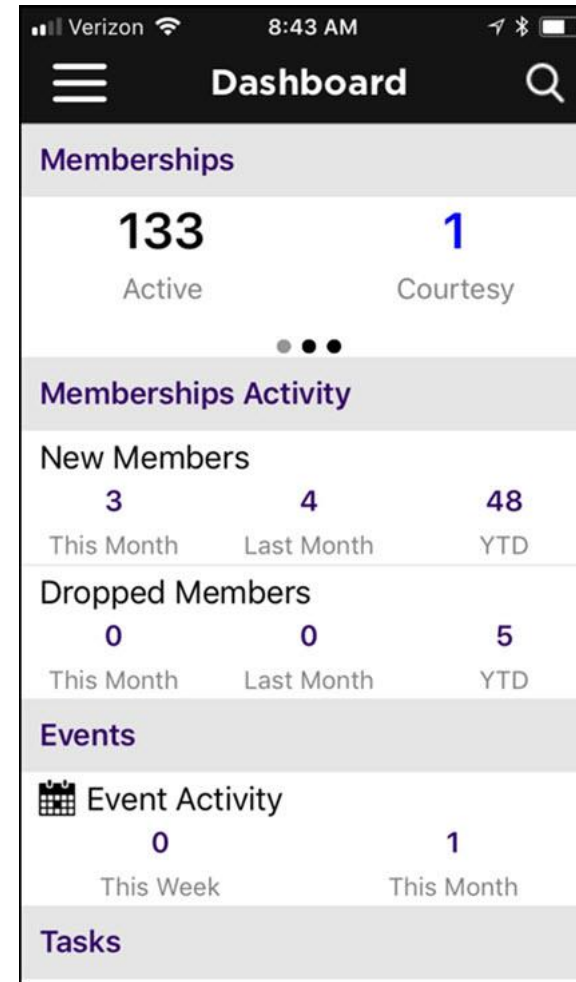 Verizon 8:43 AM
Dashboard
Memberships
133 1
Active Courtesy
Memberships Activity
New Members
3 4 48
This Month Last Month YTD
Dropped Members
0 0 5
This Month Last Month YTD
Events
Event Activity
0 1
This Week This Month
Tasks